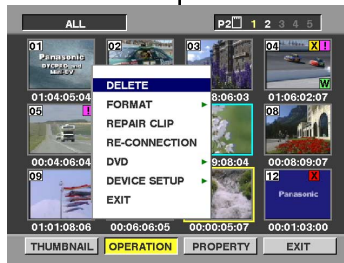 ALL P2 1 2 3 4 5
01 02 03 04 X !
Panasonic
DVCPRO and
W
01:04:05:04 8:06:03 01:06:02:07
05 ! 08
00:04:06:04 9:08:04 00:08:09:07
09 12 X
Panasonic
01:01:08:06 00:06:06:05 00:00:05:07 00:01:03:00
DELETE
FORMAT
REPAIR CLIP
RE-CONNECTION
DVD
DEVICE SETUP
EXIT
THUMBNAIL OPERATION PROPERTY EXIT